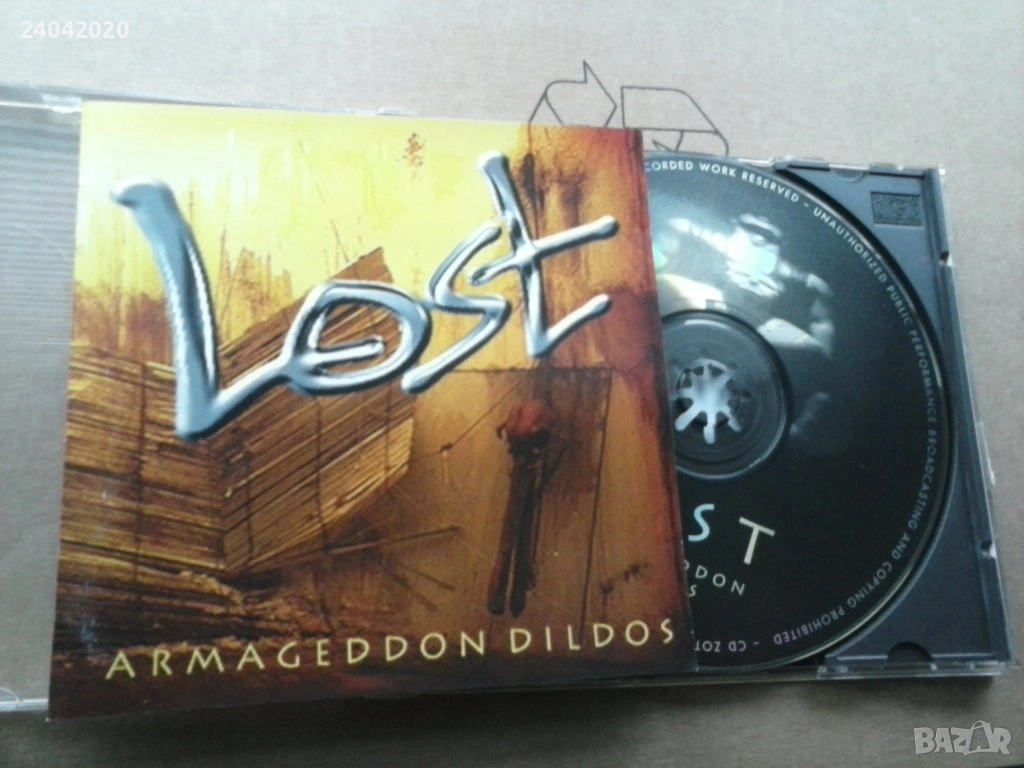 24042020
Lost
ARMAGEDDON DILDOS
CORDED WORK RESERVED - UNAUTHORIZED PUBLIC PERFORMANCE BROADCASTING AND COPYING PROHIBITED - CD ZOT
ST
DDON
S
BAZAR